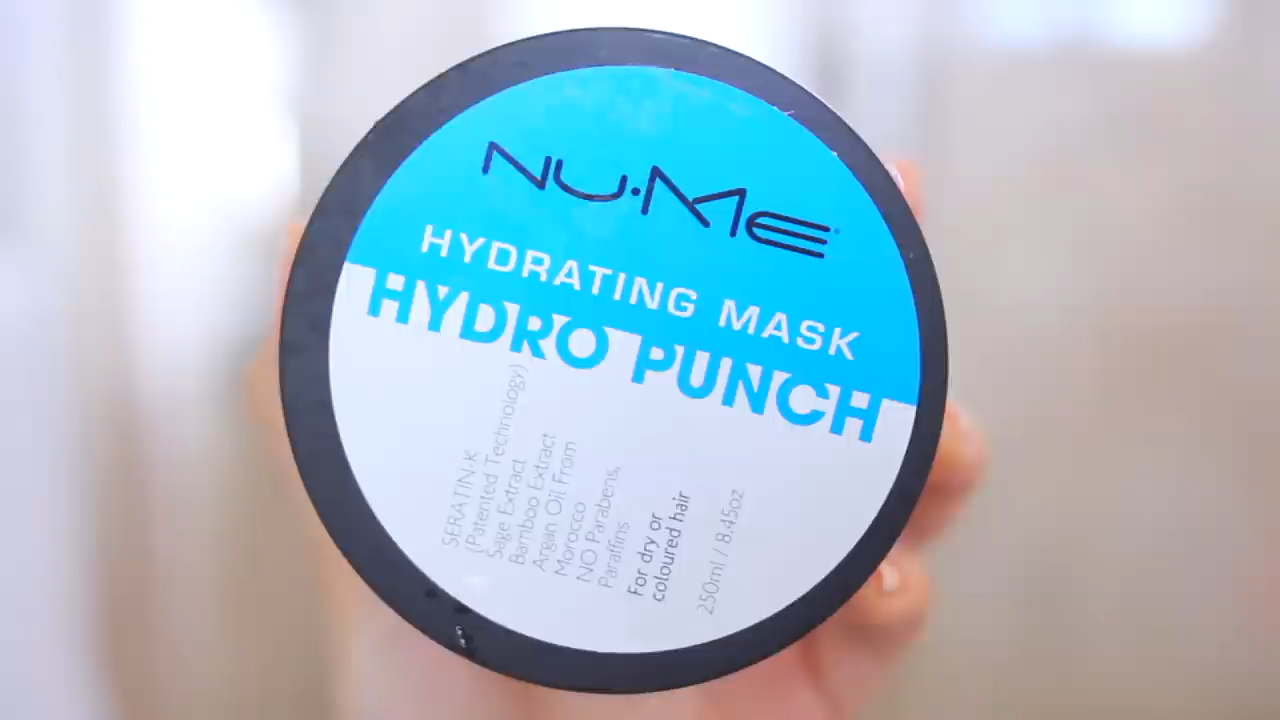 NU·ME
HYDRATING MASK
HYDRO PUNCH
SERATIN-K
(Patented Technology)
Sage Extract
Bamboo Extract
Argan Oil From
Morocco
NO Parabens,
Paraffins
For dry or
coloured hair
250ml / 8.45oz